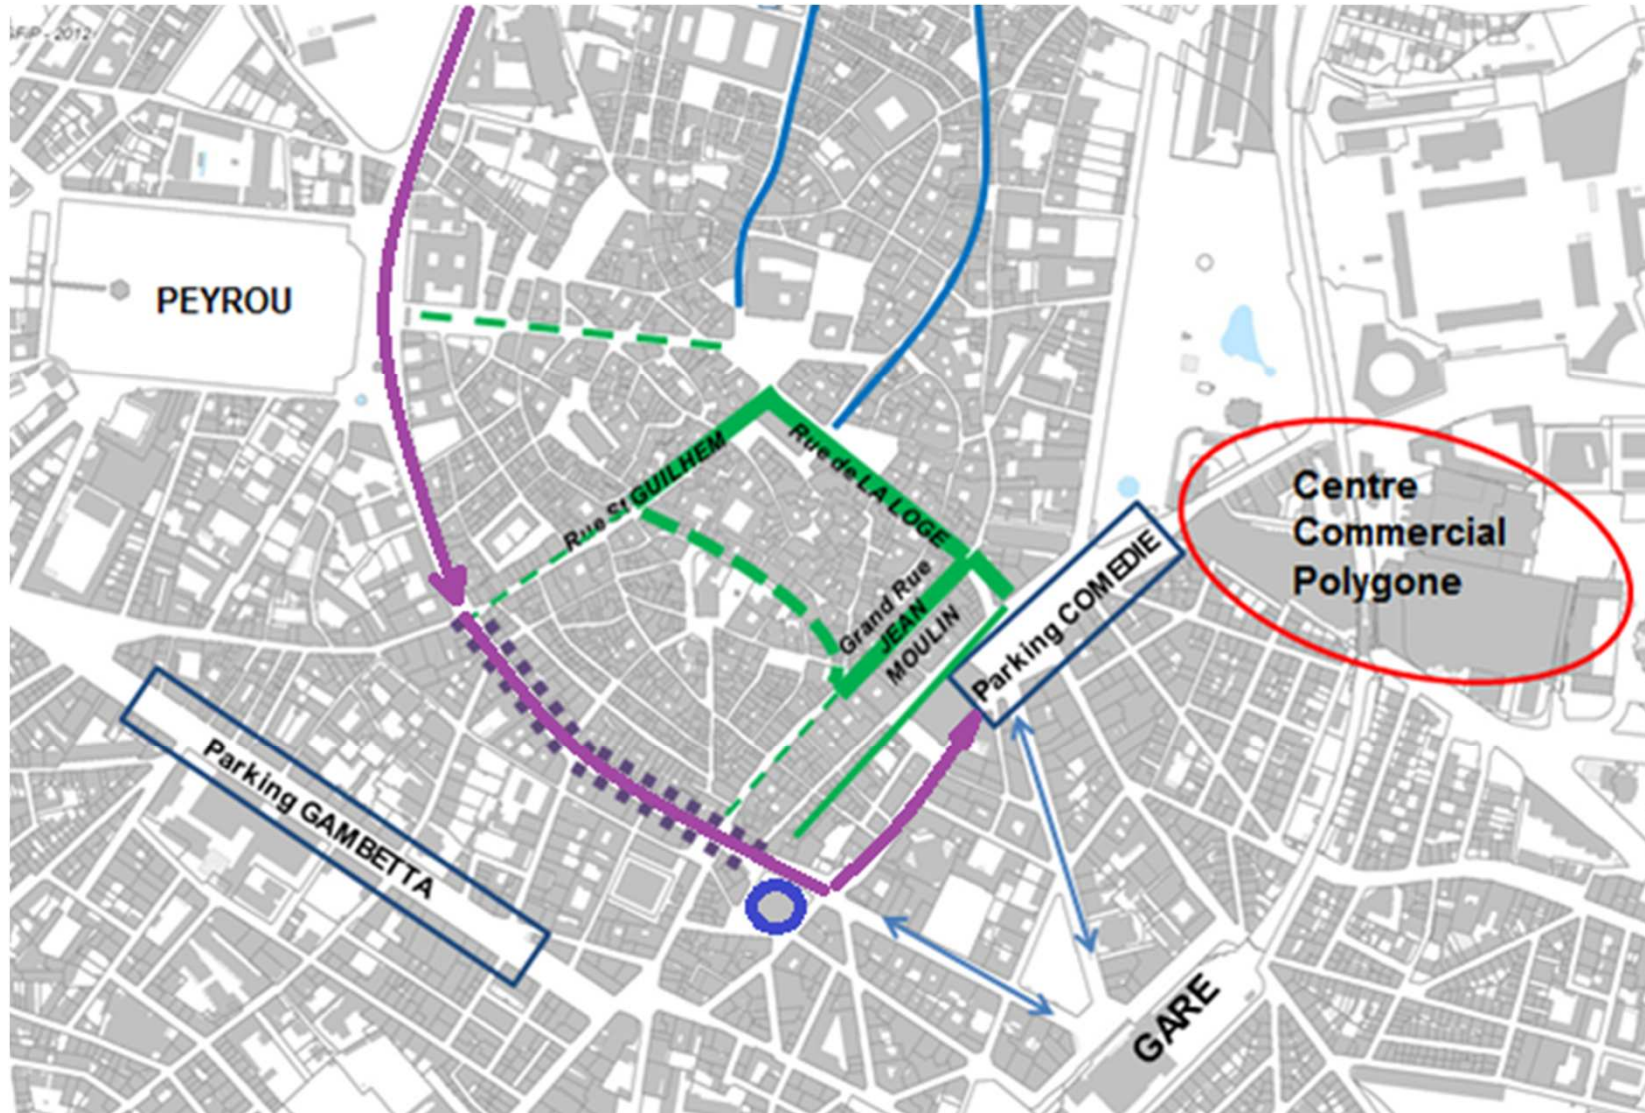 PEYROU
Rue St GUILHEM
Rue de LA LOGE
Grand Rue
JEAN
MOULIN
Parking COMEDIE
Centre
Commercial
Polygone
Parking GAMBETTA
GARE